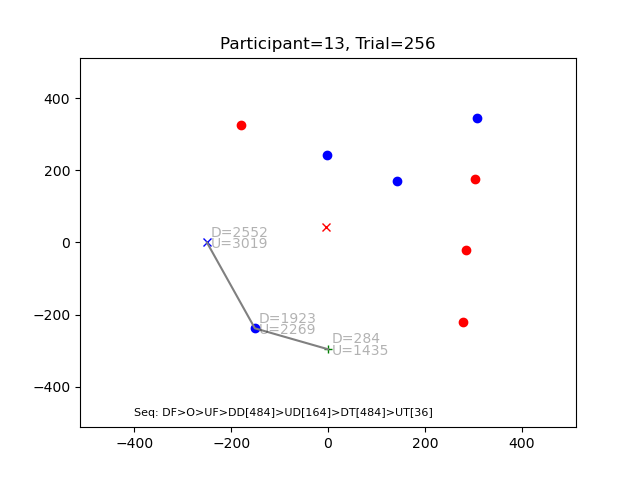 Participant=13, Trial=256
400
200
0
−200
−400
D=2552
U=3019
D=1923
U=2269
D=284
U=1435
Seq: DF>O>UF>DD[484]>UD[164]>DT[484]>UT[36]
−400 −200 0 200 400